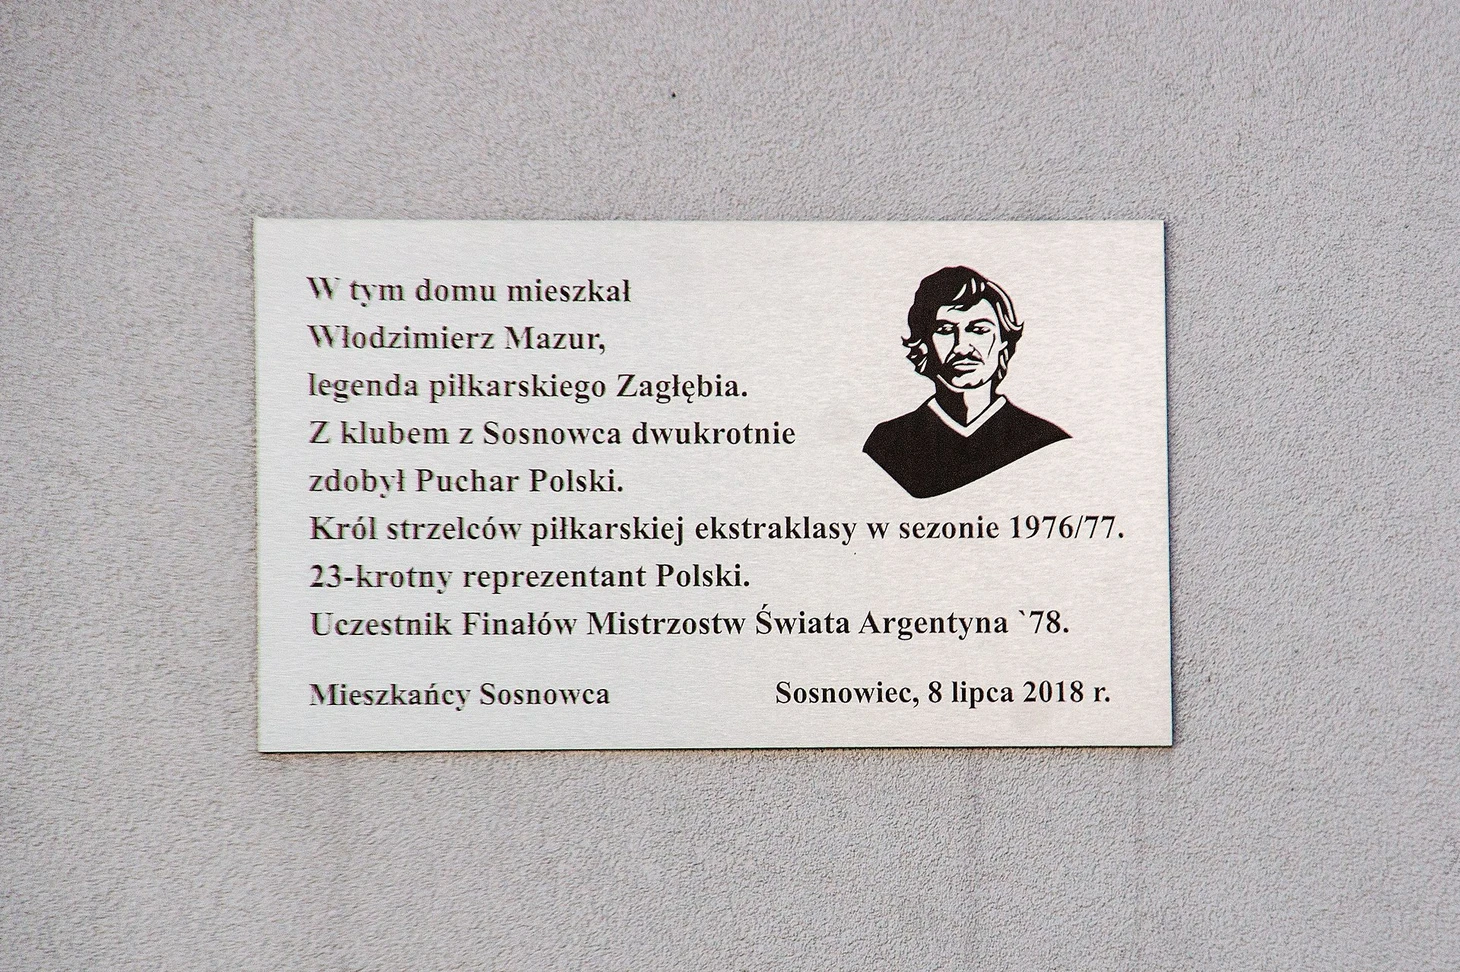 W tym domu mieszkał
Włodzimierz Mazur,
legenda piłkarskiego Zagłębia.
Z klubem z Sosnowca dwukrotnie
zdobył Puchar Polski.
Król strzelców piłkarskiej ekstraklasy w sezonie 1976/77.
23-krotny reprezentant Polski.
Uczestnik Finałów Mistrzostw Świata Argentyna `78.
Mieszkańcy Sosnowca Sosnowiec, 8 lipca 2018 r.